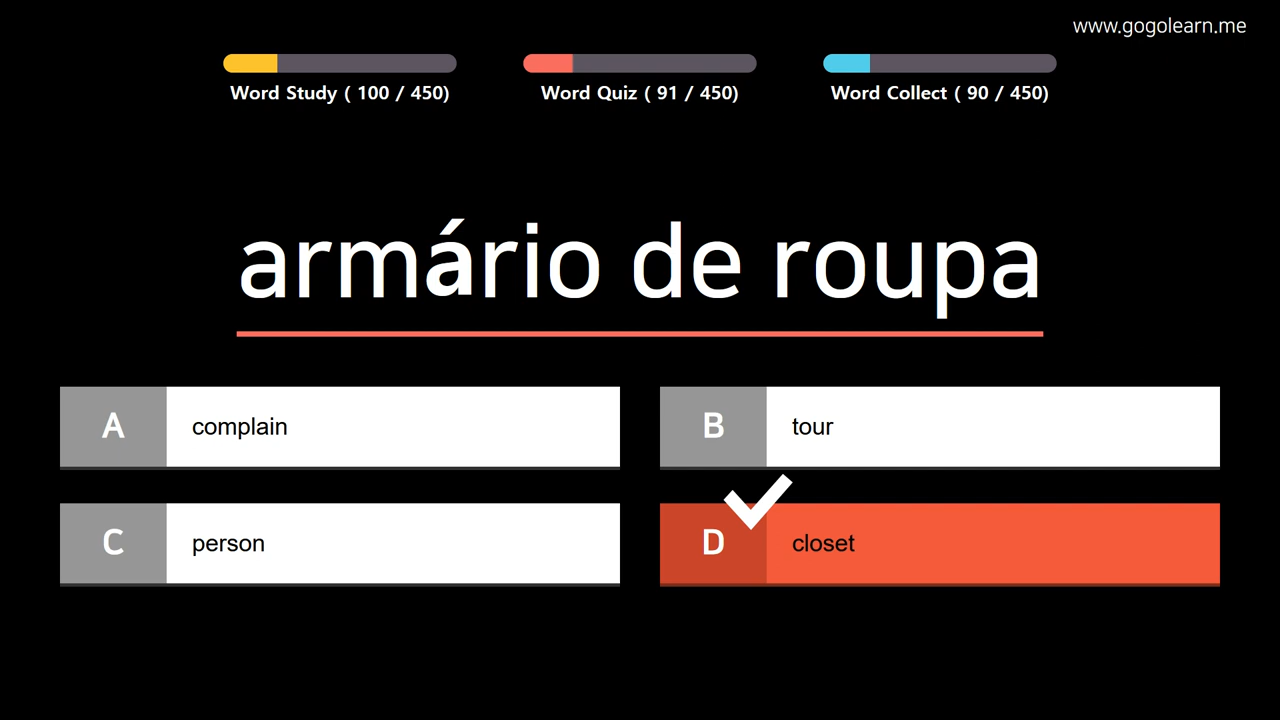 www.gogolearn.me
Word Study ( 100 / 450)
Word Quiz ( 91 / 450)
Word Collect ( 90 / 450)
armário de roupa
A complain
B tour
C person
D closet